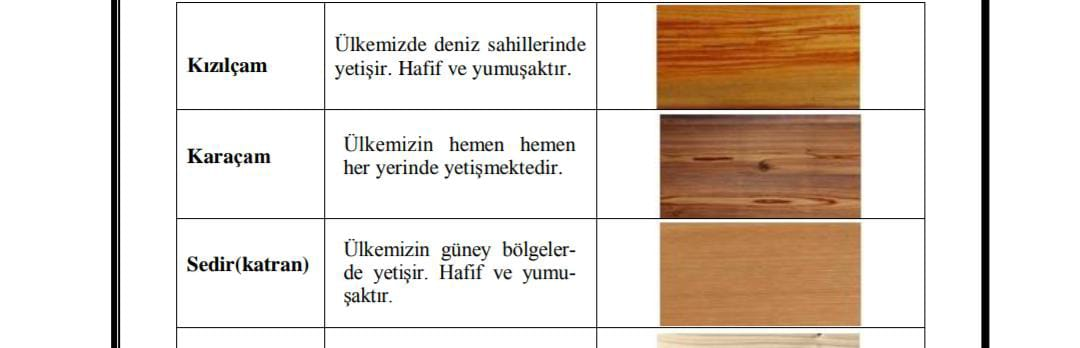 Kızılçam
Ülkemizde deniz sahillerinde
yetişir. Hafif ve yumuşaktır.
Karaçam
Ülkemizin hemen hemen
her yerinde yetişmektedir.
Sedir(katran)
Ülkemizin güney bölgeler-
de yetişir. Hafif ve yumu-
şaktır.